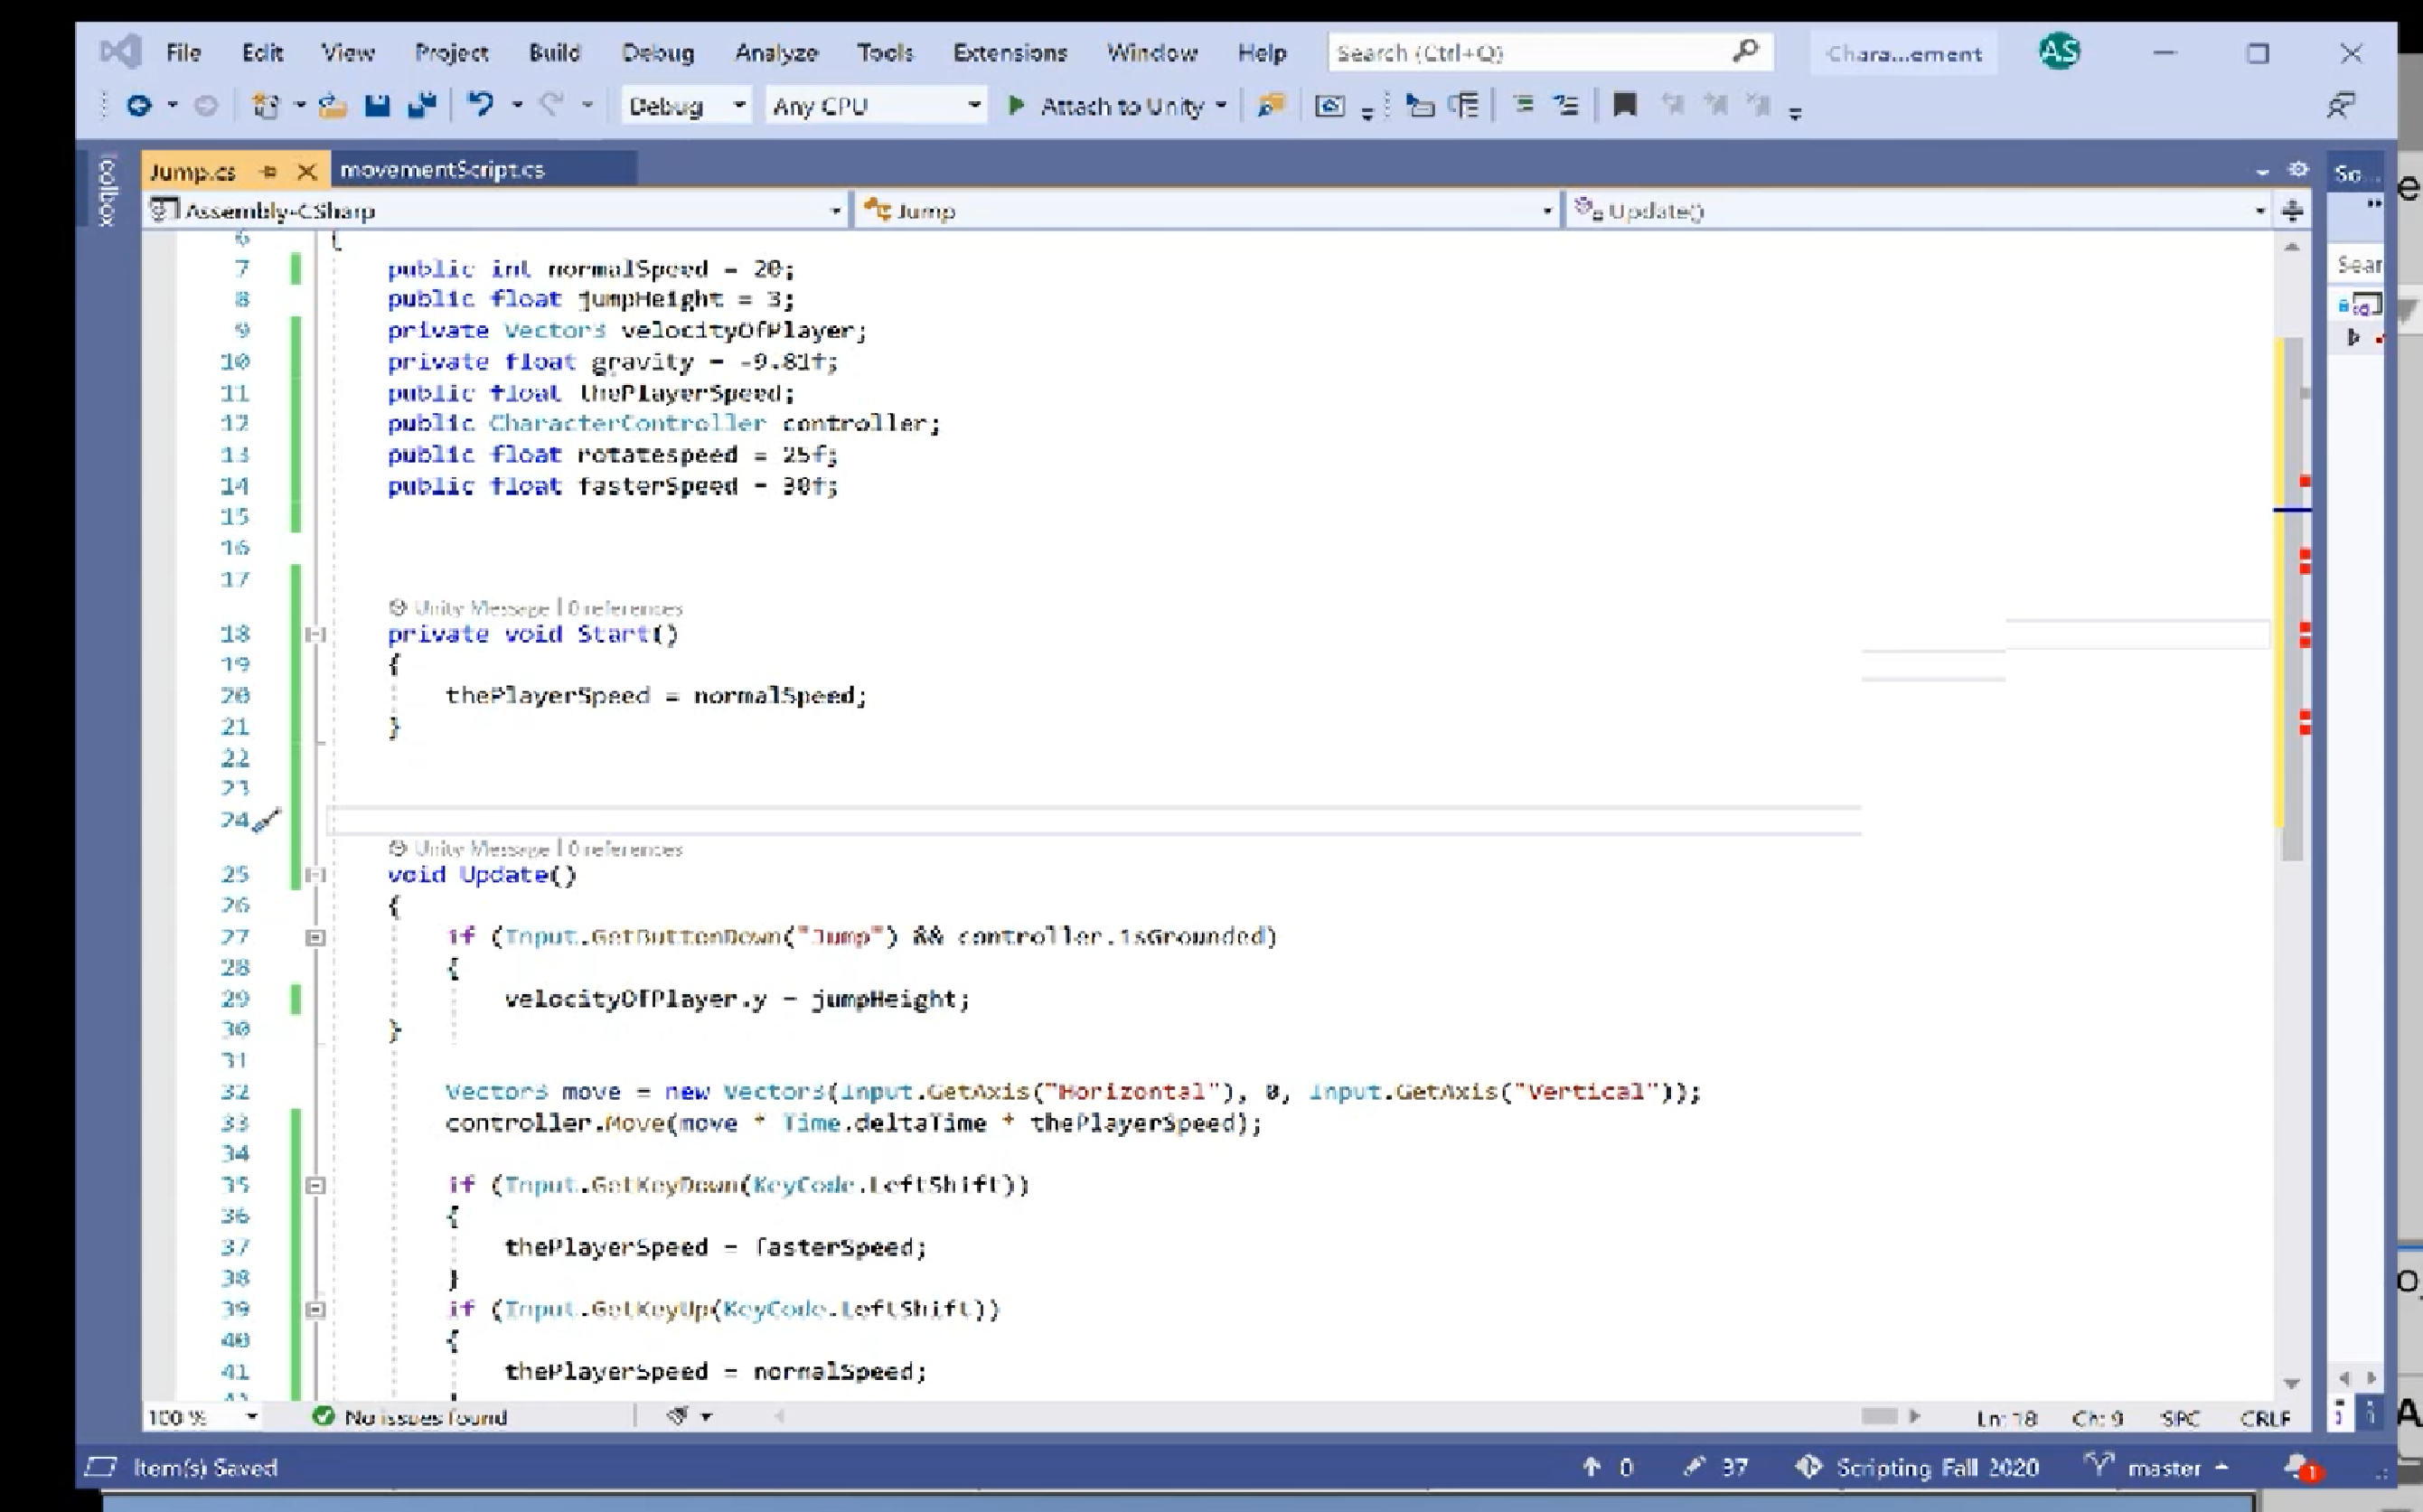 File Edit View Project Build Debug Analyze Tools Extensions Window Help Search (Ctrl+Q) Chara...ement AS
Debug Any CPU Attach to Unity
Toolbox
Jump.cs movementScript.cs
So...
Assembly-CSharp Jump Update()
6 {
7 public int normalSpeed = 20;
Sear
8 public float jumpHeight = 3;
9 private Vector3 velocityOfPlayer;
10 private float gravity = -9.81f;
11 public float thePlayerSpeed;
12 public CharacterController controller;
13 public float rotatespeed = 25f;
14 public float fasterSpeed = 30f;
15
16
17
Unity Message | 0 references
18 private void Start()
19 {
20 thePlayerSpeed = normalSpeed;
21 }
22
23
24
Unity Message | 0 references
25 void Update()
26 {
27 if (Input.GetButtonDown("Jump") && controller.isGrounded)
28 {
29 velocityOfPlayer.y = jumpHeight;
30 }
31
32 Vector3 move = new Vector3(Input.GetAxis("Horizontal"), 0, Input.GetAxis("Vertical"));
33 controller.Move(move * Time.deltaTime * thePlayerSpeed);
34
35 if (Input.GetKeyDown(KeyCode.LeftShift))
36 {
37 thePlayerSpeed = fasterSpeed;
38 }
39 if (Input.GetKeyUp(KeyCode.LeftShift))
40 {
41 thePlayerSpeed = normalSpeed;
100 % No issues found Ln: 18 Ch: 9 SPC CRLF
Item(s) Saved 0 37 Scripting Fall 2020 master 1